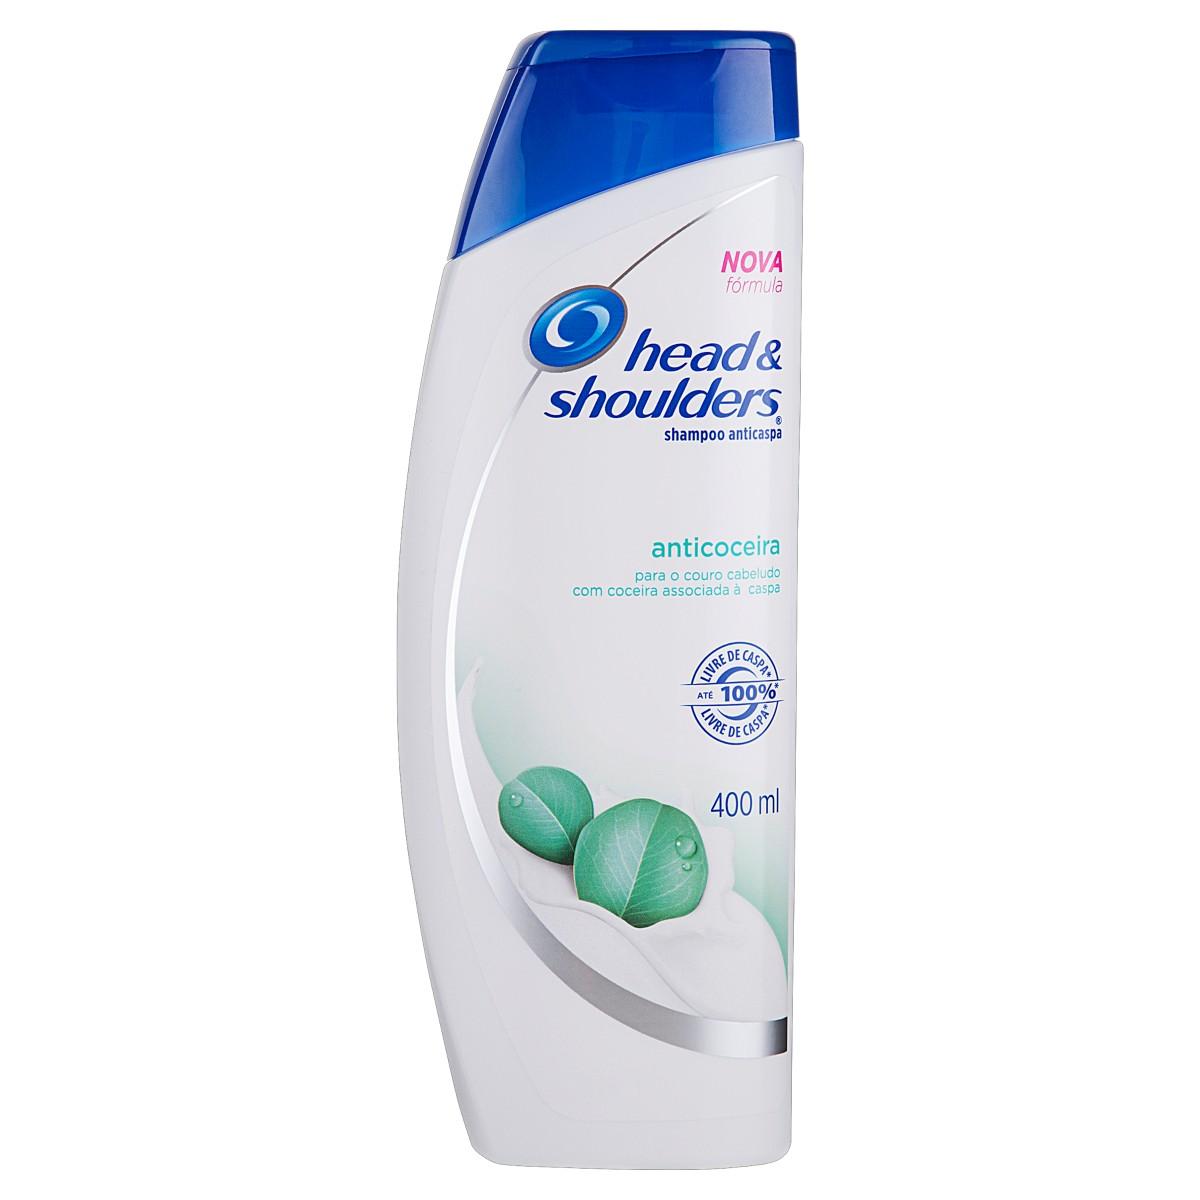 NOVA
fórmula
head &
shoulders®
shampoo anticaspa
anticoceira
para o couro cabeludo
com coceira associada à caspa
LIVRE DE CASPA*
ATÉ 100%*
LIVRE DE CASPA*
400 ml